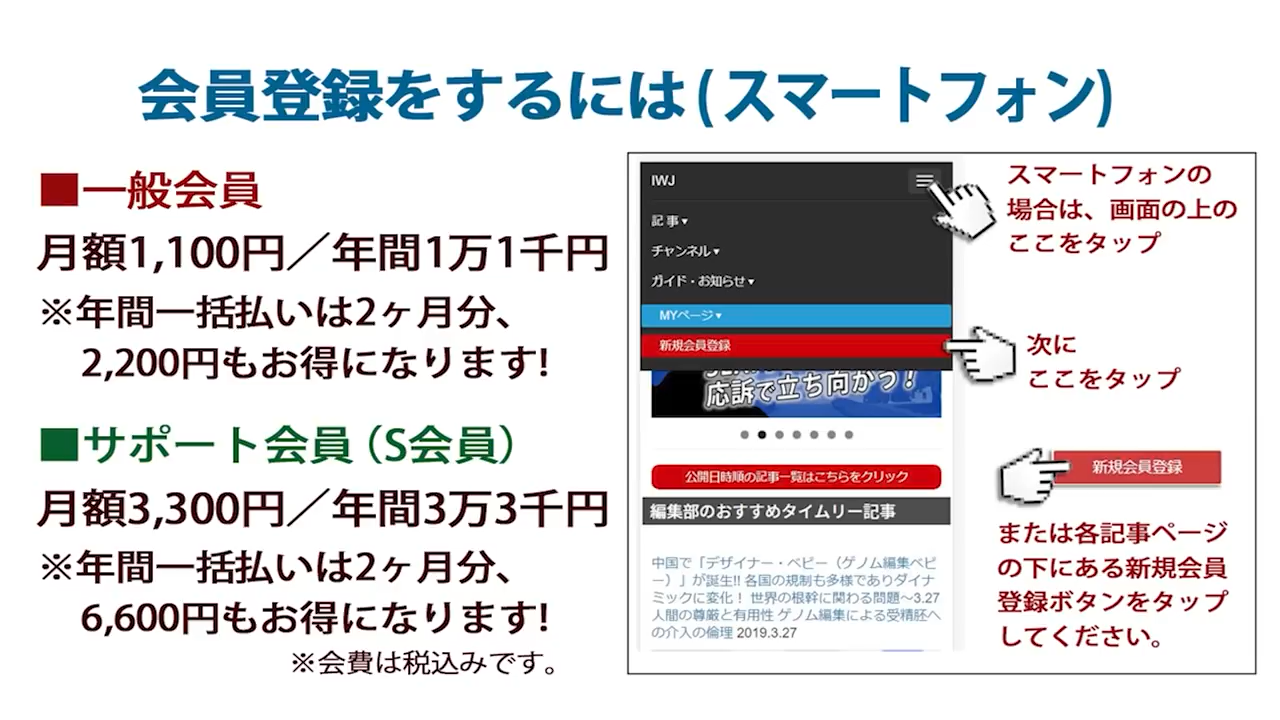 会員登録をするには(スマートフォン)
■一般会員
月額1,100円／年間1万1千円
※年間一括払いは2ヶ月分、
2,200円もお得になります!
■サポート会員（S会員）
月額3,300円／年間3万3千円
※年間一括払いは2ヶ月分、
6,600円もお得になります!
※会費は税込みです。
IWJ
記事▾
チャンネル▾
ガイド・お知らせ▾
MYページ▾
新規会員登録
応訴で立ち向かう！
公開日時順の記事一覧はこちらをクリック
編集部のおすすめタイムリー記事
中国で「デザイナー・ベビー（ゲノム編集ベビ
ー）」が誕生!! 各国の規制も多様でありダイナ
ミックに変化！ 世界の根幹に関わる問題～3.27
人間の尊厳と有用性 ゲノム編集による受精胚へ
の介入の倫理 2019.3.27
スマートフォンの
場合は、画面の上の
ここをタップ
次に
ここをタップ
新規会員登録
または各記事ページ
の下にある新規会員
登録ボタンをタップ
してください。